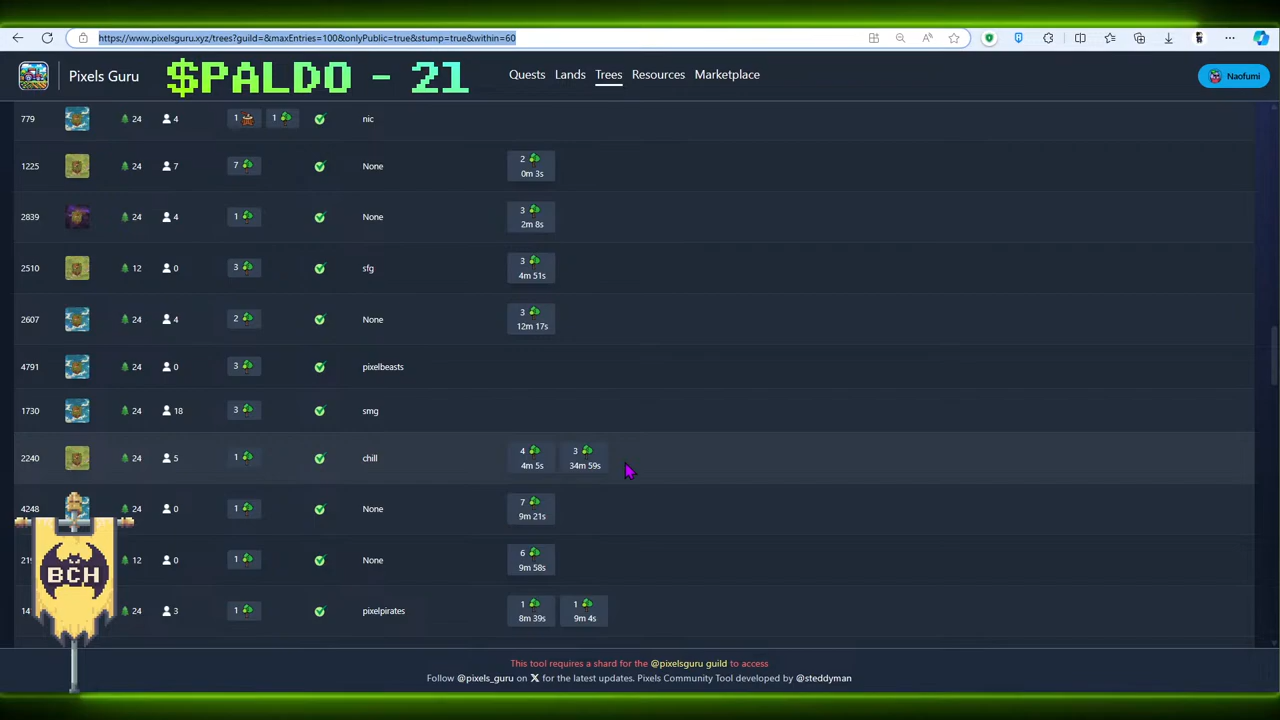 https://www.pixelsguru.xyz/trees?guild=&maxEntries=100&onlyPublic=true&stump=true&within=60
Pixels Guru
$PALDO - 21
Quests Lands Trees Resources Marketplace
Naofumi
779 24 4 1 1 nic
1225 24 7 7 None 2
0m 3s
2839 24 4 1 None 3
2m 8s
2510 12 0 3 sfg 3
4m 51s
2607 24 4 2 None 3
12m 17s
4791 24 0 3 pixelbeasts
1730 24 18 3 smg
2240 24 5 1 chill 4 3
4m 5s 34m 59s
4248 24 0 1 None 7
9m 21s
12 0 1 None 6
9m 58s
24 3 1 pixelpirates 1 1
8m 39s 9m 4s
BCH
This tool requires a shard for the @pixelsguru guild to access
Follow @pixels_guru on X for the latest updates. Pixels Community Tool developed by @steddyman